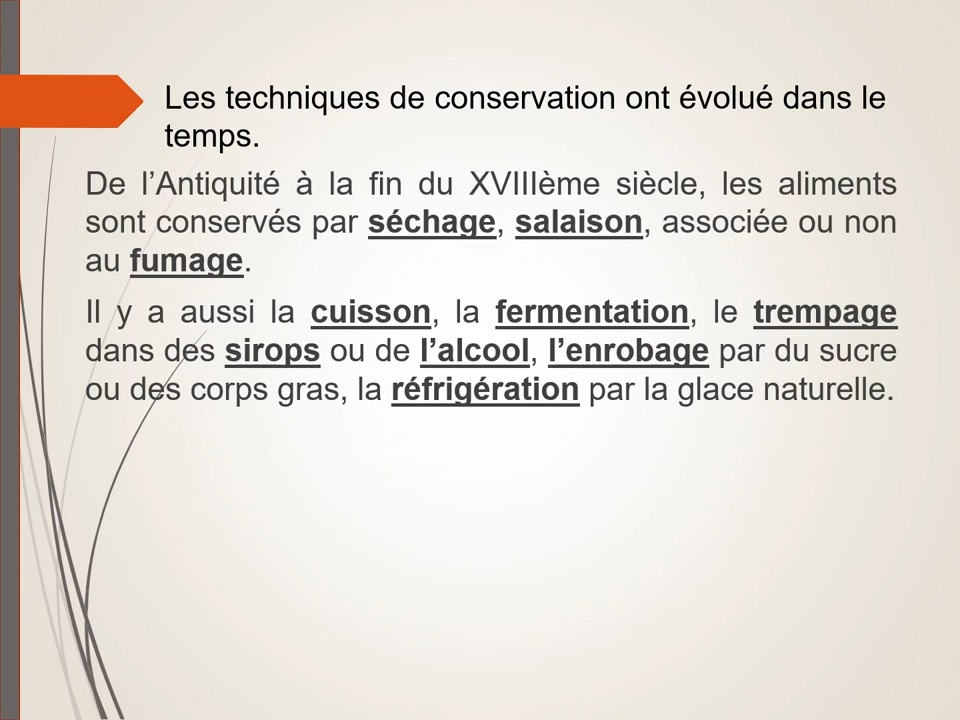 Les techniques de conservation ont évolué dans le
temps.
De l’Antiquité à la fin du XVIIIème siècle, les aliments
sont conservés par séchage, salaison, associée ou non
au fumage.
Il y a aussi la cuisson, la fermentation, le trempage
dans des sirops ou de l’alcool, l’enrobage par du sucre
ou des corps gras, la réfrigération par la glace naturelle.